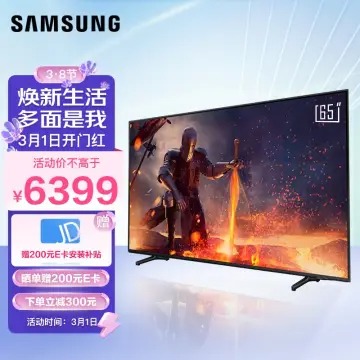 SAMSUNG
3·8节
焕新生活
多面是我
3月1日开门红
活动价不高于
¥6399
JD
赠
赠200元E卡安装补贴
晒单赠200元E卡
下单立减300元
活动时间：3月1日
65"